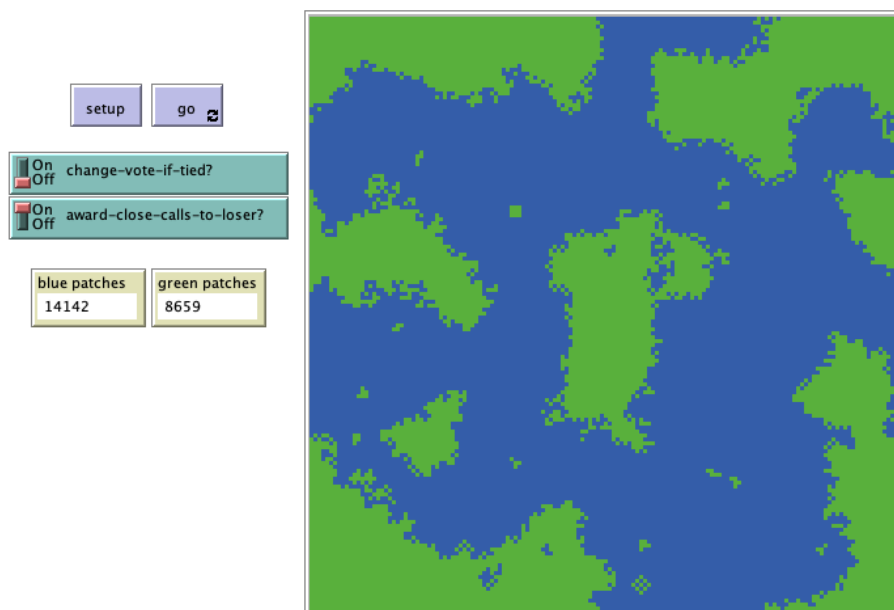 setup
go
On
Off
change-vote-if-tied?
On
Off
award-close-calls-to-loser?
blue patches
14142
green patches
8659